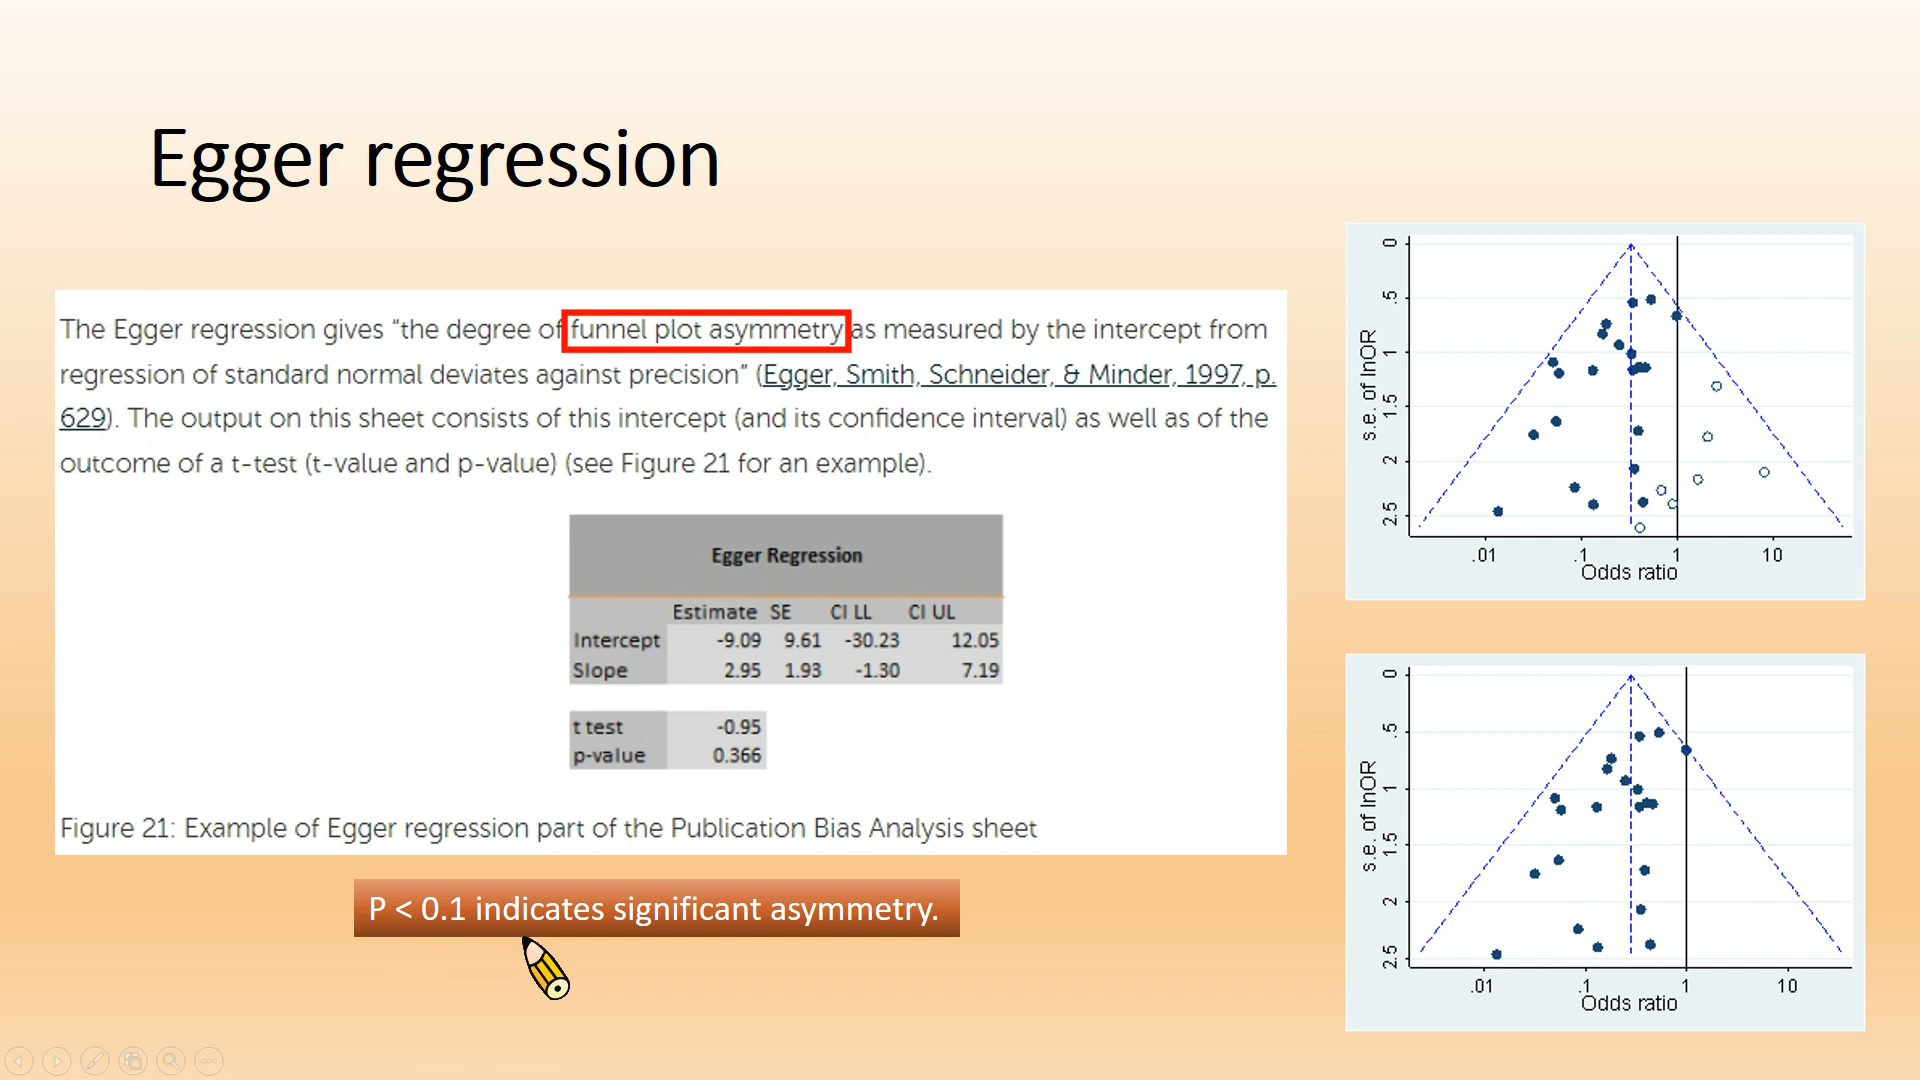 Egger regression
The Egger regression gives “the degree of funnel plot asymmetry as measured by the intercept from
regression of standard normal deviates against precision” (Egger, Smith, Schneider, & Minder, 1997, p.
629). The output on this sheet consists of this intercept (and its confidence interval) as well as of the
outcome of a t-test (t-value and p-value) (see Figure 21 for an example).
Egger Regression
Estimate SE CI LL CI UL
Intercept -9.09 9.61 -30.23 12.05
Slope 2.95 1.93 -1.30 7.19
t test -0.95
p-value 0.366
Figure 21: Example of Egger regression part of the Publication Bias Analysis sheet
P < 0.1 indicates significant asymmetry.
s.e. of lnOR
0
.5
1
1.5
2
2.5
.01 .1 1 10
Odds ratio
s.e. of lnOR
0
.5
1
1.5
2
2.5
.01 .1 1 10
Odds ratio